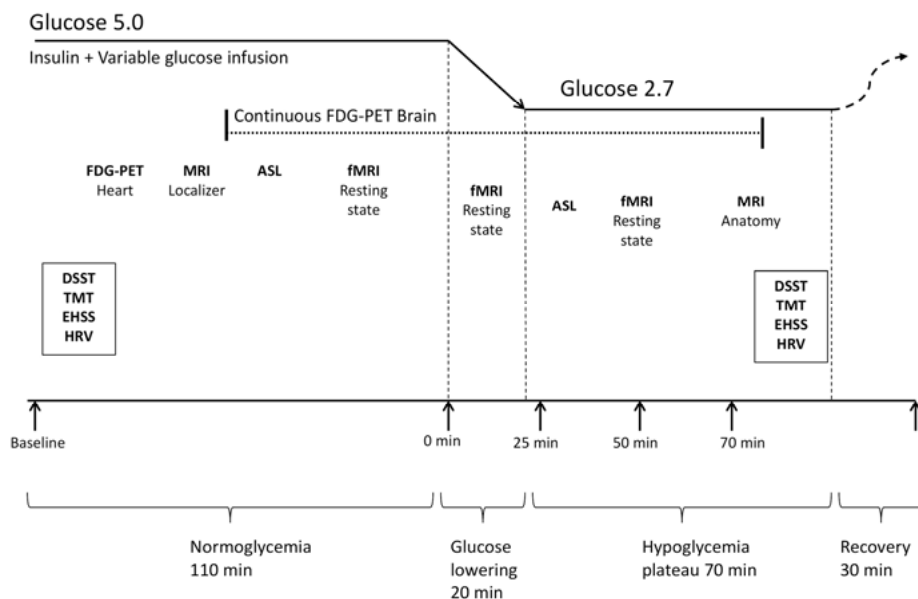 Glucose 5.0
Insulin + Variable glucose infusion
Glucose 2.7
Continuous FDG-PET Brain
FDG-PET
Heart
MRI
Localizer
ASL
fMRI
Resting
state
fMRI
Resting
state
ASL
fMRI
Resting
state
MRI
Anatomy
DSST
TMT
EHSS
HRV
DSST
TMT
EHSS
HRV
Baseline
0 min
25 min
50 min
70 min
Normoglycemia
110 min
Glucose
lowering
20 min
Hypoglycemia
plateau 70 min
Recovery
30 min